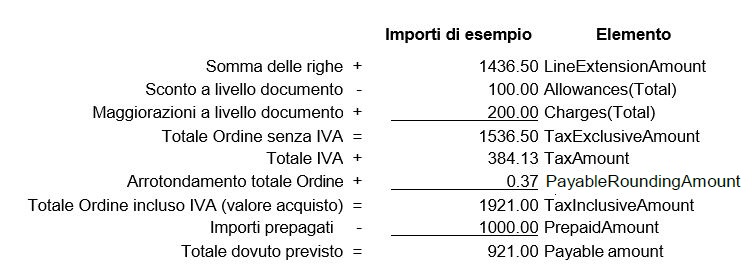 Importi di esempio Elemento
Somma delle righe + 1436.50 LineExtensionAmount
Sconto a livello documento - 100.00 Allowances(Total)
Maggiorazioni a livello documento + 200.00 Charges(Total)
Totale Ordine senza IVA = 1536.50 TaxExclusiveAmount
Totale IVA + 384.13 TaxAmount
Arrotondamento totale Ordine + 0.37 PayableRoundingAmount
Totale Ordine incluso IVA (valore acquisto) = 1921.00 TaxInclusiveAmount
Importi prepagati - 1000.00 PrepaidAmount
Totale dovuto previsto = 921.00 Payable amount